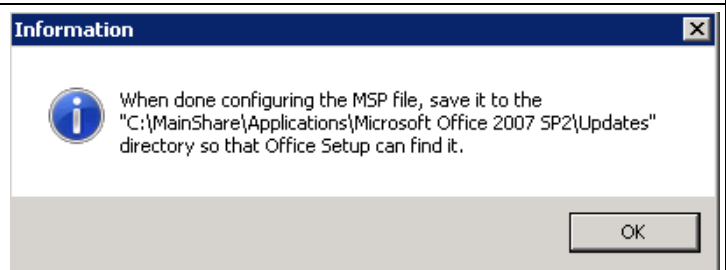 Information
When done configuring the MSP file, save it to the
"C:\MainShare\Applications\Microsoft Office 2007 SP2\Updates"
directory so that Office Setup can find it.
OK